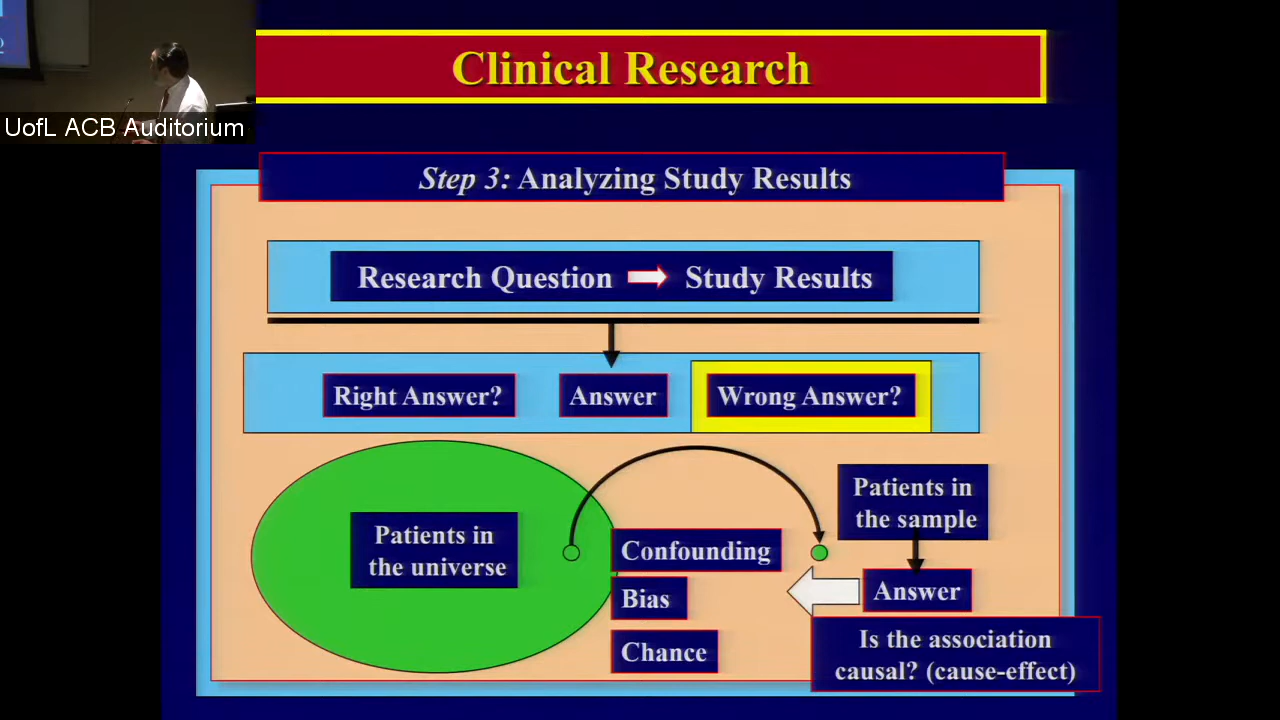 2
UofL ACB Auditorium
Clinical Research
Step 3: Analyzing Study Results
Research Question
Study Results
Right Answer?
Answer
Wrong Answer?
Patients in
the universe
Confounding
Bias
Chance
Patients in
the sample
Answer
Is the association
causal? (cause-effect)